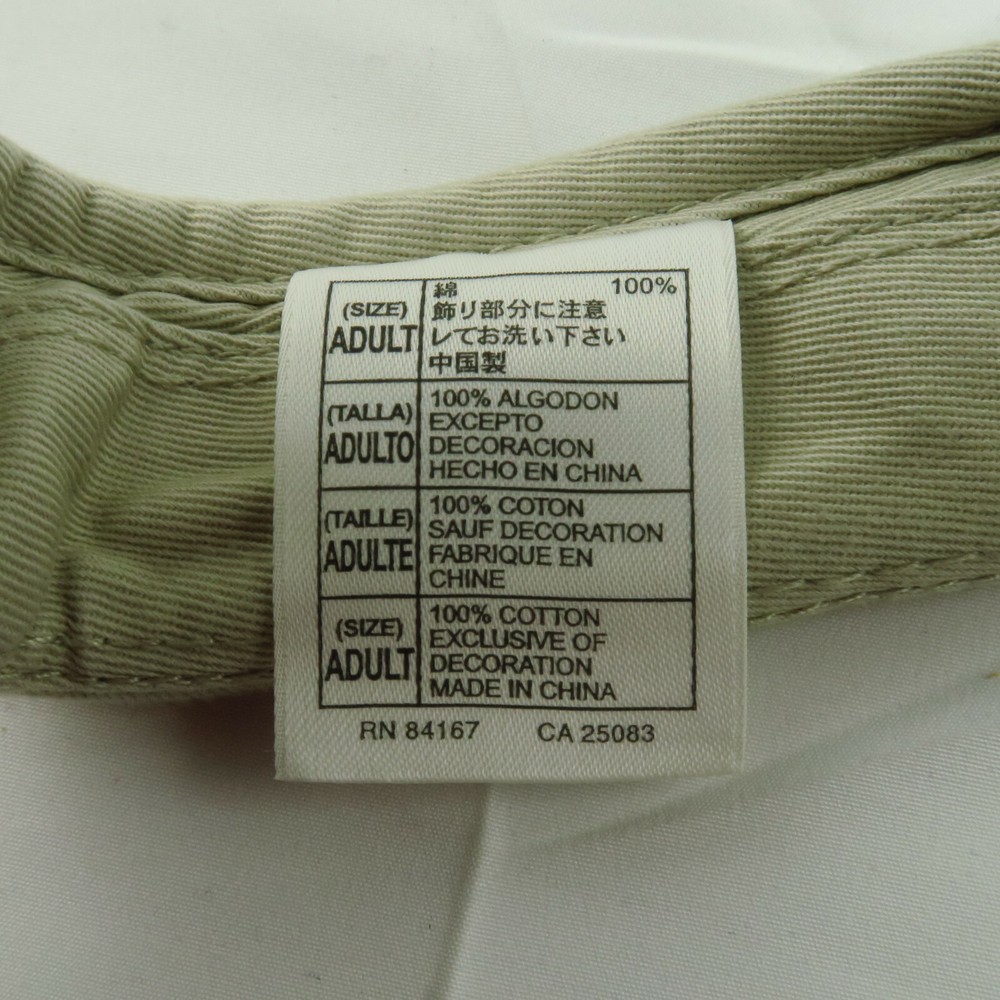 (SIZE)
ADULT
綿 100%
飾り部分に注意
レてお洗い下さい
中国製
(TALLA)
ADULTO
100% ALGODON
EXCEPTO
DECORACION
HECHO EN CHINA
(TAILLE)
ADULTE
100% COTON
SAUF DECORATION
FABRIQUE EN
CHINE
(SIZE)
ADULT
100% COTTON
EXCLUSIVE OF
DECORATION
MADE IN CHINA
RN 84167 CA 25083